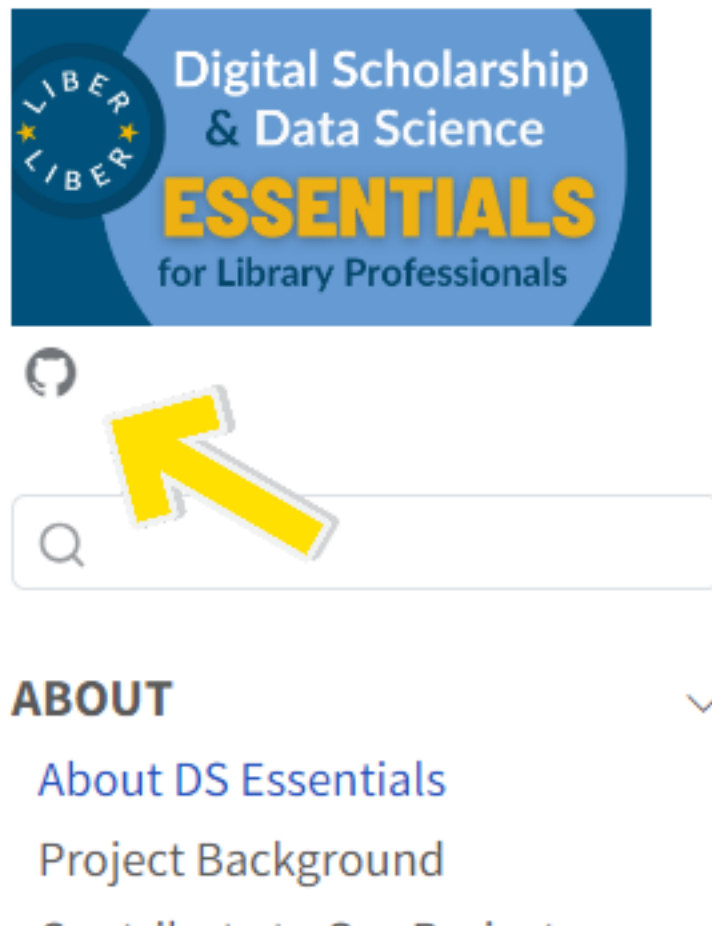 LIBER
LIBER
Digital Scholarship
& Data Science
ESSENTIALS
for Library Professionals
ABOUT
About DS Essentials
Project Background